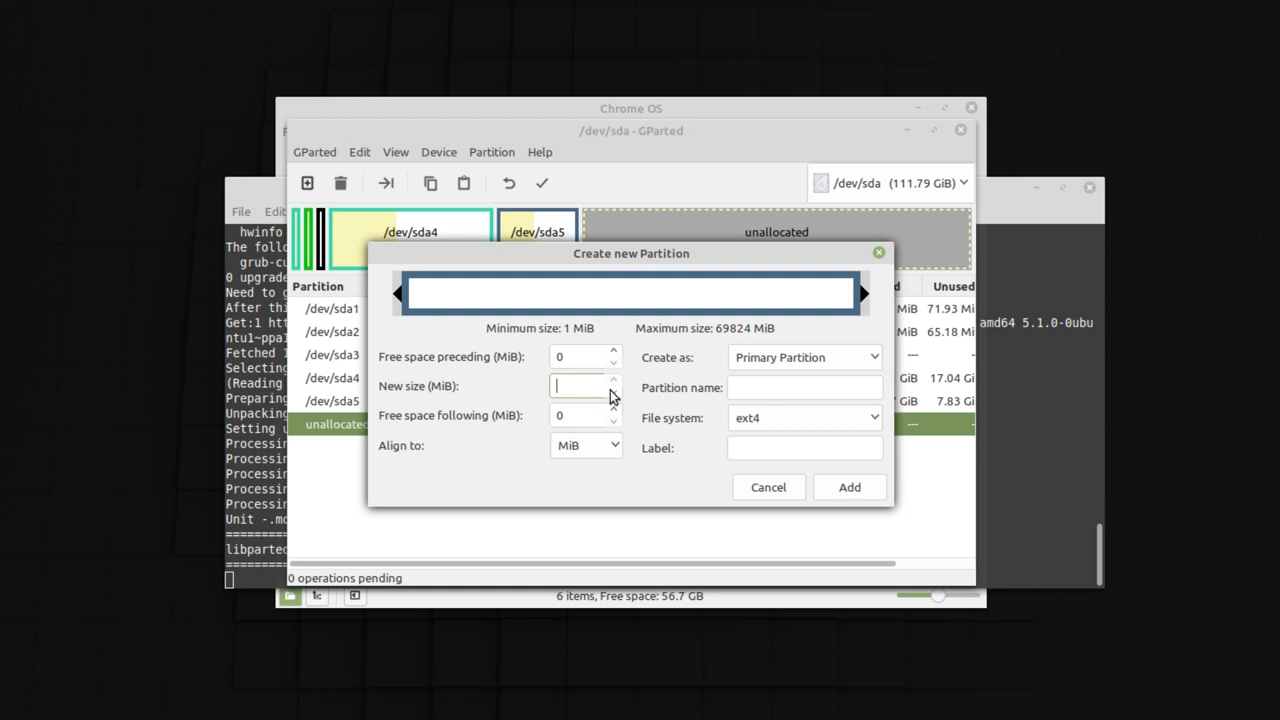 Chrome OS
/dev/sda - GParted
GParted Edit View Device Partition Help
/dev/sda (111.79 GiB)
File Edit
/dev/sda4 /dev/sda5 unallocated
Create new Partition
Minimum size: 1 MiB Maximum size: 69824 MiB
Free space preceding (MiB): 0 Create as: Primary Partition
New size (MiB): Partition name:
Free space following (MiB): 0 File system: ext4
Align to: MiB Label:
Cancel Add
Partition Unused
/dev/sda1 MiB 71.93 Mi
/dev/sda2 MiB 65.18 Mi
/dev/sda3 --- --
/dev/sda4 GiB 17.04 Gi
/dev/sda5 GiB 7.83 Gi
unallocated --- -
0 operations pending
6 items, Free space: 56.7 GB
hwinfo
The follo
grub-cu
0 upgrade
Need to g
After thi
Get:1 htt amd64 5.1.0-0ubu
ntu1~ppa1
Fetched 1
Selecting
(Reading
Preparing
Unpacking
Setting u
Processin
Processin
Processin
Processin
Processin
Unit -.mo
=========
libparted
=========